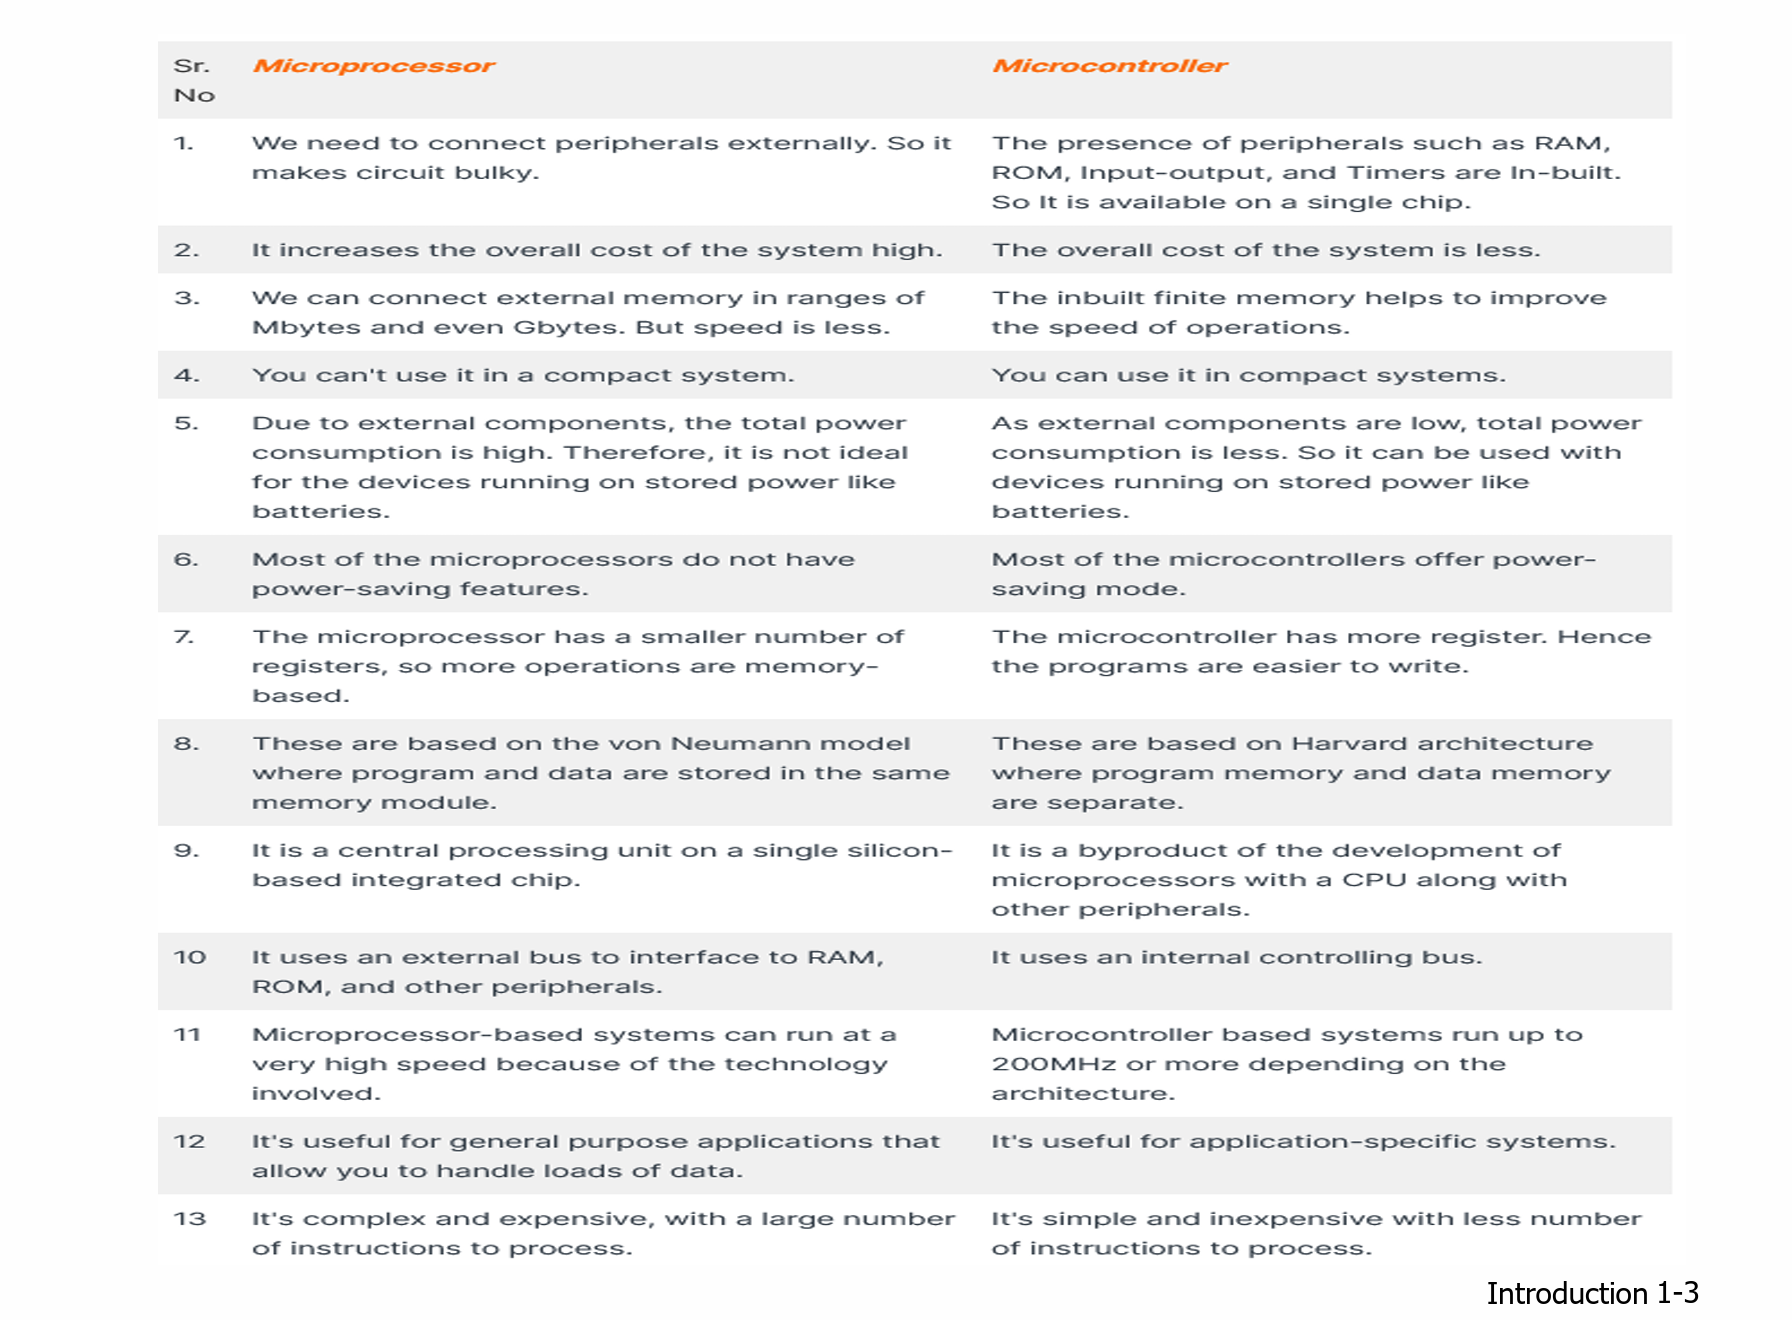 Sr. No
Microprocessor
Microcontroller
1.
We need to connect peripherals externally. So it
makes circuit bulky.
The presence of peripherals such as RAM,
ROM, Input-output, and Timers are In-built.
So It is available on a single chip.
2.
It increases the overall cost of the system high.
The overall cost of the system is less.
3.
We can connect external memory in ranges of
Mbytes and even Gbytes. But speed is less.
The inbuilt finite memory helps to improve
the speed of operations.
4.
You can't use it in a compact system.
You can use it in compact systems.
5.
Due to external components, the total power
consumption is high. Therefore, it is not ideal
for the devices running on stored power like
batteries.
As external components are low, total power
consumption is less. So it can be used with
devices running on stored power like
batteries.
6.
Most of the microprocessors do not have
power-saving features.
Most of the microcontrollers offer power-
saving mode.
7.
The microprocessor has a smaller number of
registers, so more operations are memory-
based.
The microcontroller has more register. Hence
the programs are easier to write.
8.
These are based on the von Neumann model
where program and data are stored in the same
memory module.
These are based on Harvard architecture
where program memory and data memory
are separate.
9.
It is a central processing unit on a single silicon-
based integrated chip.
It is a byproduct of the development of
microprocessors with a CPU along with
other peripherals.
10
It uses an external bus to interface to RAM,
ROM, and other peripherals.
It uses an internal controlling bus.
11
Microprocessor-based systems can run at a
very high speed because of the technology
involved.
Microcontroller based systems run up to
200MHz or more depending on the
architecture.
12
It's useful for general purpose applications that
allow you to handle loads of data.
It's useful for application-specific systems.
13
It's complex and expensive, with a large number
of instructions to process.
It's simple and inexpensive with less number
of instructions to process.
Introduction 1-3